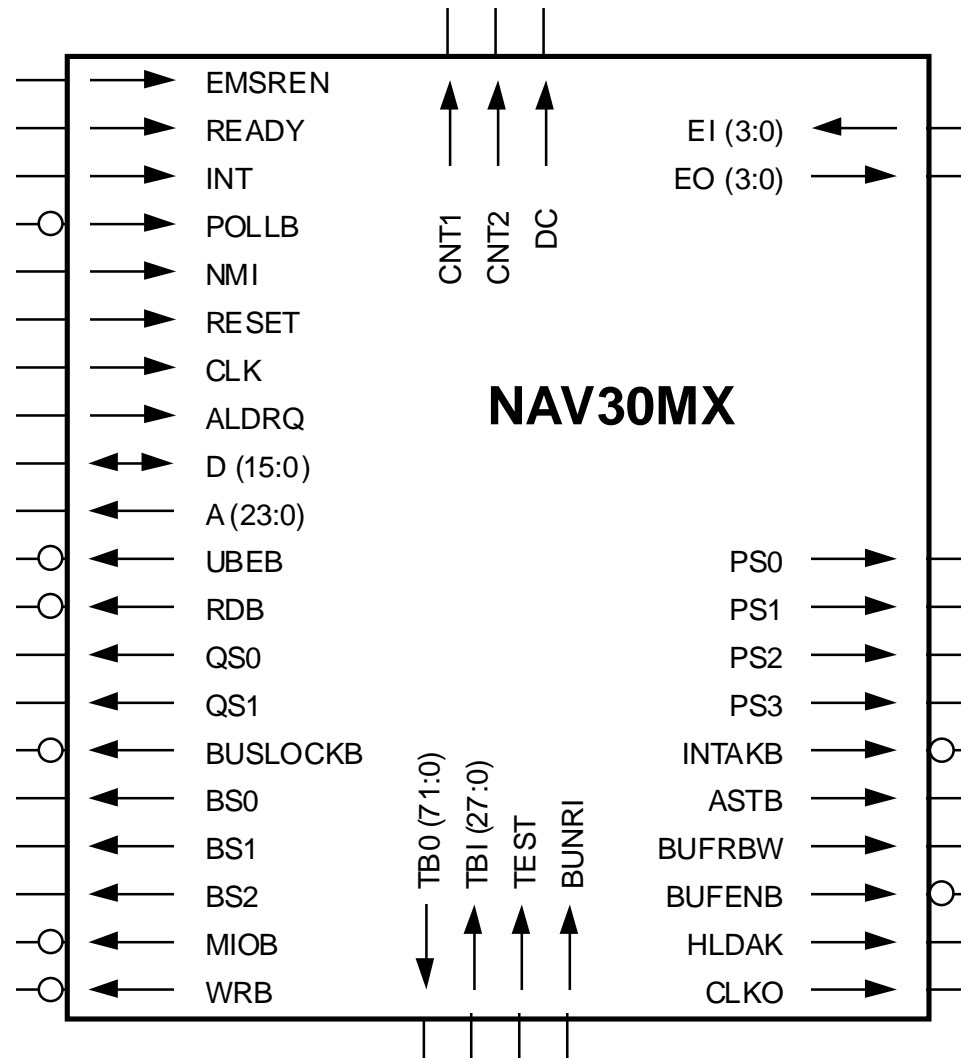 EMSREN
READY
INT
POLLB
NMI
RESET
CLK
ALDRQ
D (15:0)
A (23:0)
UBEB
RDB
QS0
QS1
BUSLOCKB
BS0
BS1
BS2
MIOB
WRB
CNT1
CNT2
DC
NAV30MX
TB0 (71:0)
TBI (27:0)
TEST
BUNRI
EI (3:0)
EO (3:0)
PS0
PS1
PS2
PS3
INTAKB
ASTB
BUFRBW
BUFENB
HLDAK
CLKO